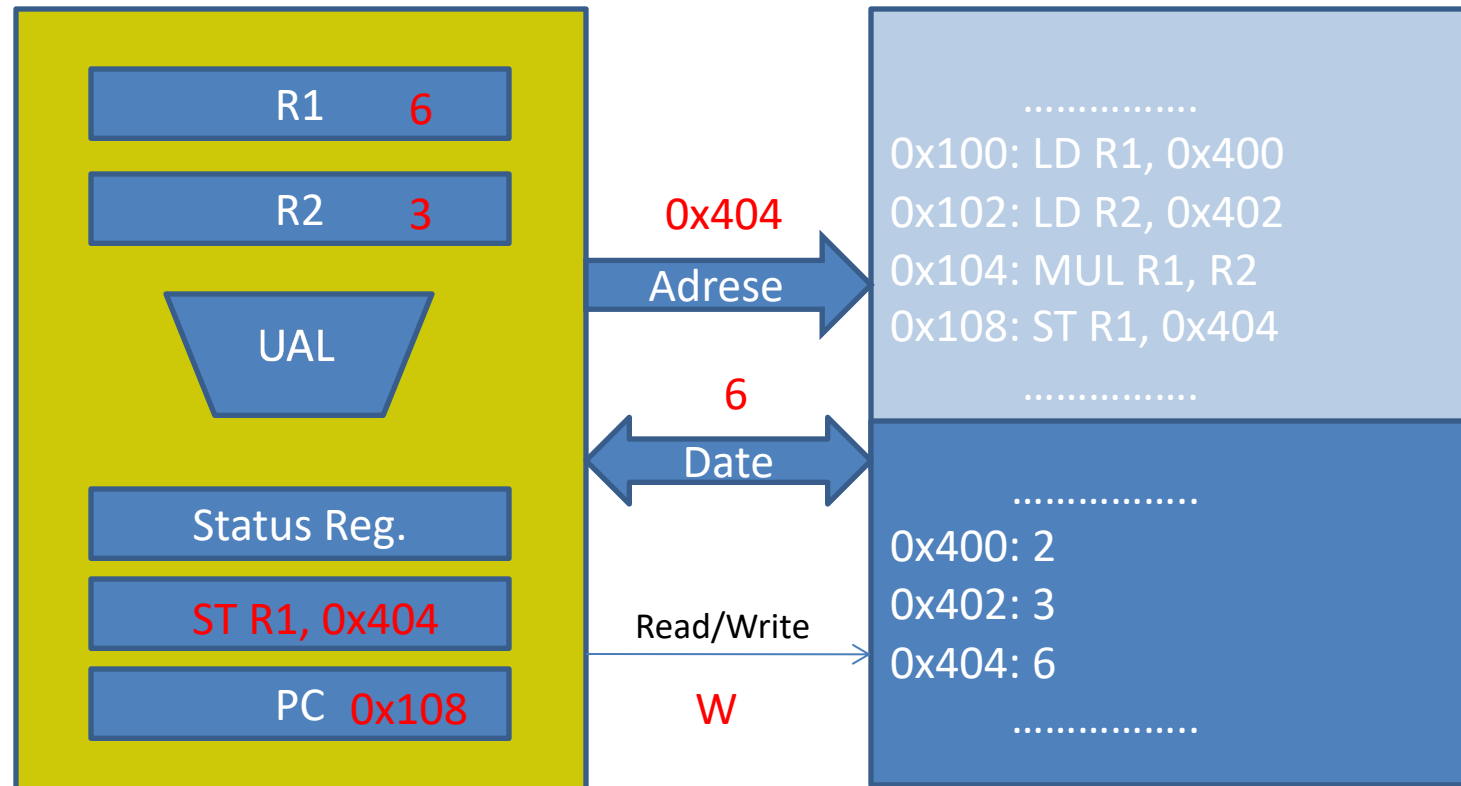 R1 6
R2 3
UAL
Status Reg.
ST R1, 0x404
PC 0x108
0x404
Adrese
6
Date
Read/Write
W
................
0x100: LD R1, 0x400
0x102: LD R2, 0x402
0x104: MUL R1, R2
0x108: ST R1, 0x404
................
.................
0x400: 2
0x402: 3
0x404: 6
.................